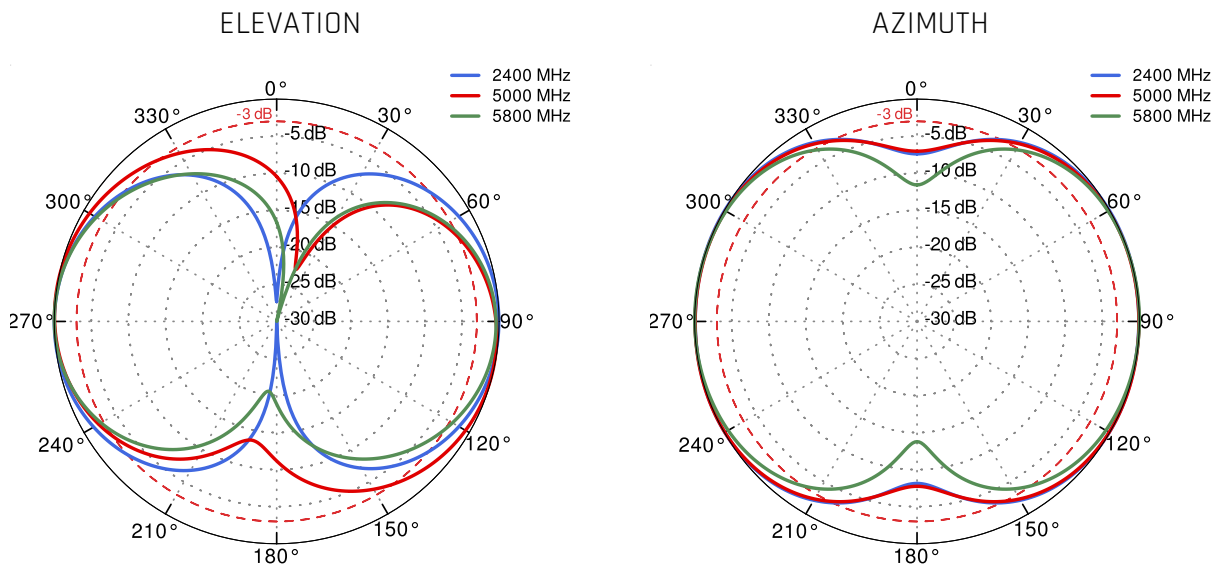 ELEVATION
2400 MHz
5000 MHz
5800 MHz
0°
330°
30°
-3 dB
-5 dB
-10 dB
300°
-15 dB
60°
-20 dB
-25 dB
270°
-30 dB
90°
240°
120°
210°
150°
180°
AZIMUTH
2400 MHz
5000 MHz
5800 MHz
0°
330°
30°
-3 dB
-5 dB
-10 dB
300°
-15 dB
60°
-20 dB
-25 dB
270°
-30 dB
90°
240°
120°
210°
150°
180°